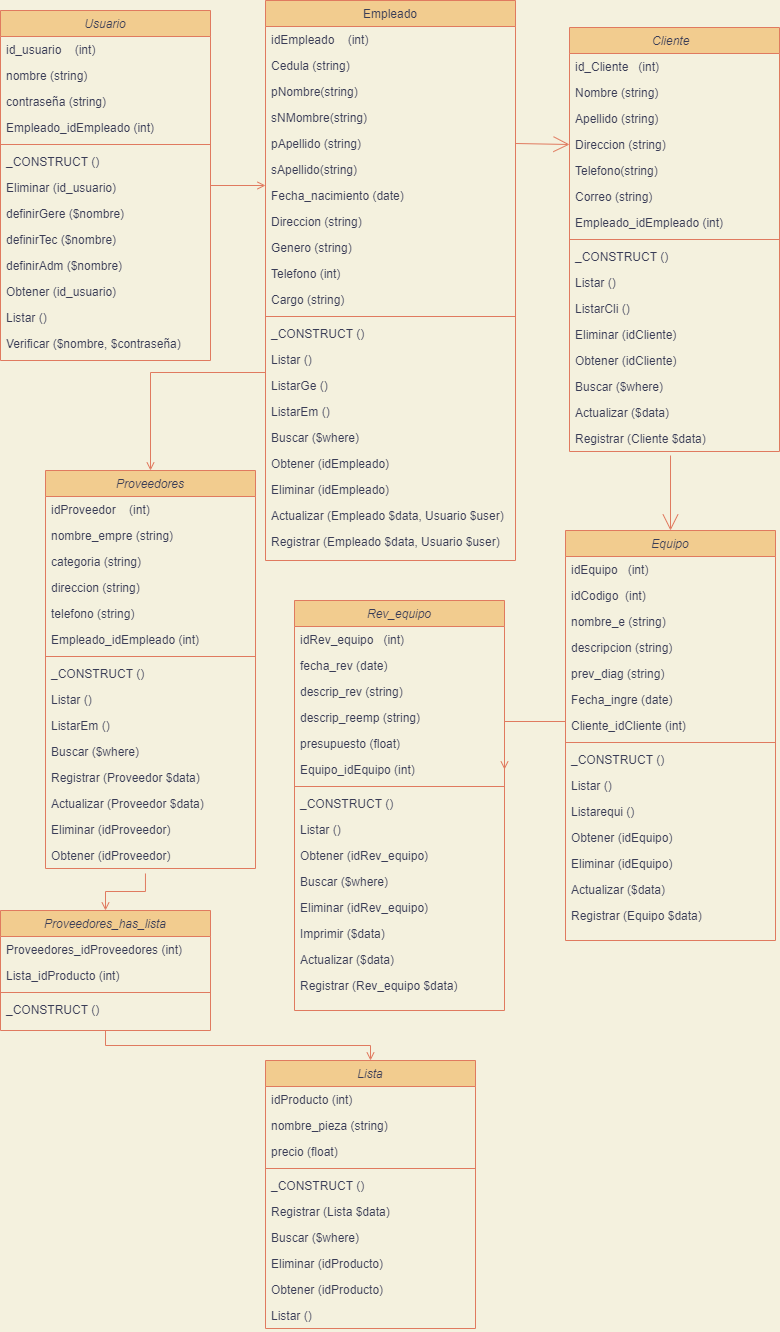 Usuario
id_usuario (int)
nombre (string)
contraseña (string)
Empleado_idEmpleado (int)
_CONSTRUCT ()
Eliminar (id_usuario)
definirGere ($nombre)
definirTec ($nombre)
definirAdm ($nombre)
Obtener (id_usuario)
Listar ()
Verificar ($nombre, $contraseña)
Empleado
idEmpleado (int)
Cedula (string)
pNombre(string)
sNMombre(string)
pApellido (string)
sApellido(string)
Fecha_nacimiento (date)
Direccion (string)
Genero (string)
Telefono (int)
Cargo (string)
_CONSTRUCT ()
Listar ()
ListarGe ()
ListarEm ()
Buscar ($where)
Obtener (idEmpleado)
Eliminar (idEmpleado)
Actualizar (Empleado $data, Usuario $user)
Registrar (Empleado $data, Usuario $user)
Cliente
id_Cliente (int)
Nombre (string)
Apellido (string)
Direccion (string)
Telefono(string)
Correo (string)
Empleado_idEmpleado (int)
_CONSTRUCT ()
Listar ()
ListarCli ()
Eliminar (idCliente)
Obtener (idCliente)
Buscar ($where)
Actualizar ($data)
Registrar (Cliente $data)
Proveedores
idProveedor (int)
nombre_empre (string)
categoria (string)
direccion (string)
telefono (string)
Empleado_idEmpleado (int)
_CONSTRUCT ()
Listar ()
ListarEm ()
Buscar ($where)
Registrar (Proveedor $data)
Actualizar (Proveedor $data)
Eliminar (idProveedor)
Obtener (idProveedor)
Rev_equipo
idRev_equipo (int)
fecha_rev (date)
descrip_rev (string)
descrip_reemp (string)
presupuesto (float)
Equipo_idEquipo (int)
_CONSTRUCT ()
Listar ()
Obtener (idRev_equipo)
Buscar ($where)
Eliminar (idRev_equipo)
Imprimir ($data)
Actualizar ($data)
Registrar (Rev_equipo $data)
Equipo
idEquipo (int)
idCodigo (int)
nombre_e (string)
descripcion (string)
prev_diag (string)
Fecha_ingre (date)
Cliente_idCliente (int)
_CONSTRUCT ()
Listar ()
Listarequi ()
Obtener (idEquipo)
Eliminar (idEquipo)
Actualizar ($data)
Registrar (Equipo $data)
Proveedores_has_lista
Proveedores_idProveedores (int)
Lista_idProducto (int)
_CONSTRUCT ()
Lista
idProducto (int)
nombre_pieza (string)
precio (float)
_CONSTRUCT ()
Registrar (Lista $data)
Buscar ($where)
Eliminar (idProducto)
Obtener (idProducto)
Listar ()